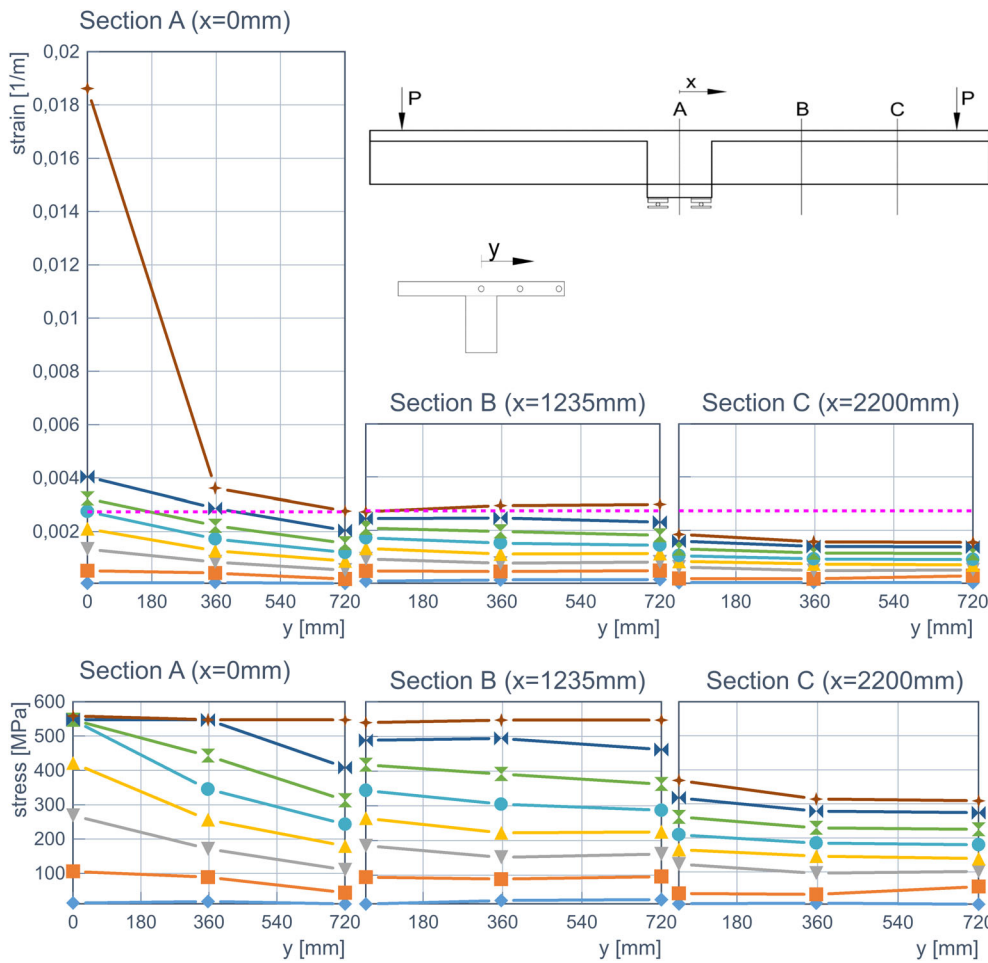 Section A (x=0mm)
strain [1/m]
0,02
0,018
0,016
0,014
0,012
0,01
0,008
0,006
0,004
0,002
0 180 360 540 720
y [mm]
P
x
A
B
C
P
y
Section B (x=1235mm)
360 540 720
y [mm]
Section C (x=2200mm)
180 360 540 720
y [mm]
Section A (x=0mm)
stress [MPa]
600
500
400
300
200
100
0 180 360 540 720
y [mm]
Section B (x=1235mm)
180 360 540 720
y [mm]
Section C (x=2200mm)
180 360 540 720
y [mm]